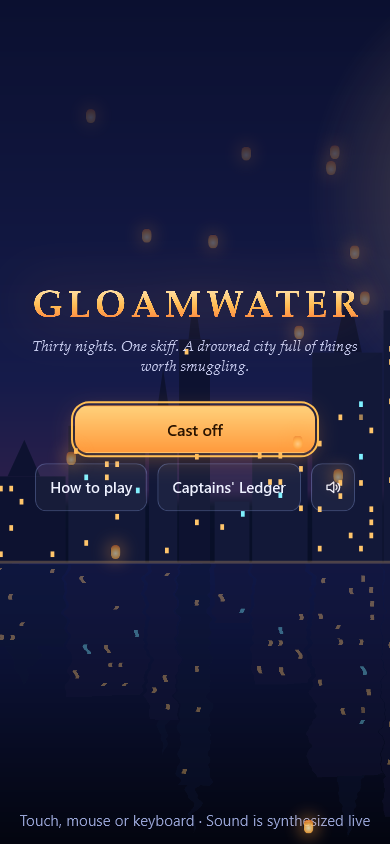 GLOAMWATER
Thirty nights. One skiff. A drowned city full of things
worth smuggling.
Cast off
How to play
Captains' Ledger
Touch, mouse or keyboard · Sound is synthesized live